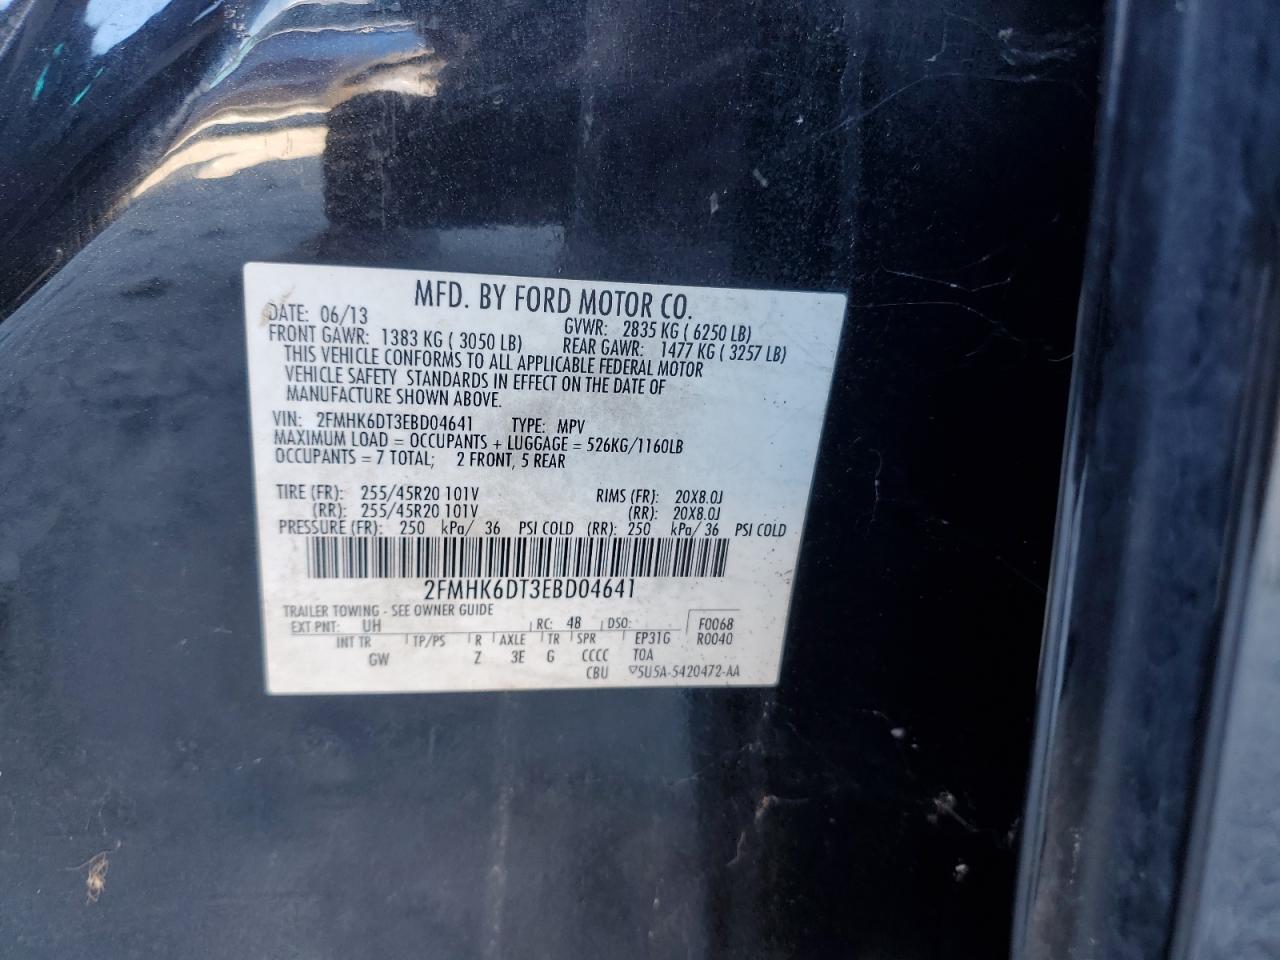 MFD. BY FORD MOTOR CO.
DATE: 06/13 GVWR: 2835 KG ( 6250 LB)
FRONT GAWR: 1383 KG ( 3050 LB) REAR GAWR: 1477 KG ( 3257 LB)
THIS VEHICLE CONFORMS TO ALL APPLICABLE FEDERAL MOTOR
VEHICLE SAFETY STANDARDS IN EFFECT ON THE DATE OF
MANUFACTURE SHOWN ABOVE.
VIN: 2FMHK6DT3EBD04641 TYPE: MPV
MAXIMUM LOAD = OCCUPANTS + LUGGAGE = 526KG/1160LB
OCCUPANTS = 7 TOTAL; 2 FRONT, 5 REAR
TIRE (FR): 255/45R20 101V RIMS (FR): 20X8.0J
(RR): 255/45R20 101V (RR): 20X8.0J
PRESSURE (FR): 250 kPa/ 36 PSI COLD (RR): 250 kPa/ 36 PSI COLD
2FMHK6DT3EBD04641
TRAILER TOWING - SEE OWNER GUIDE
EXT PNT: UH RC: 48 DSO: F0068
INT TR TP/PS R AXLE TR SPR EP31G R0040
GW Z 3E G CCCC TOA
CBU 5U5A-5420472-AA